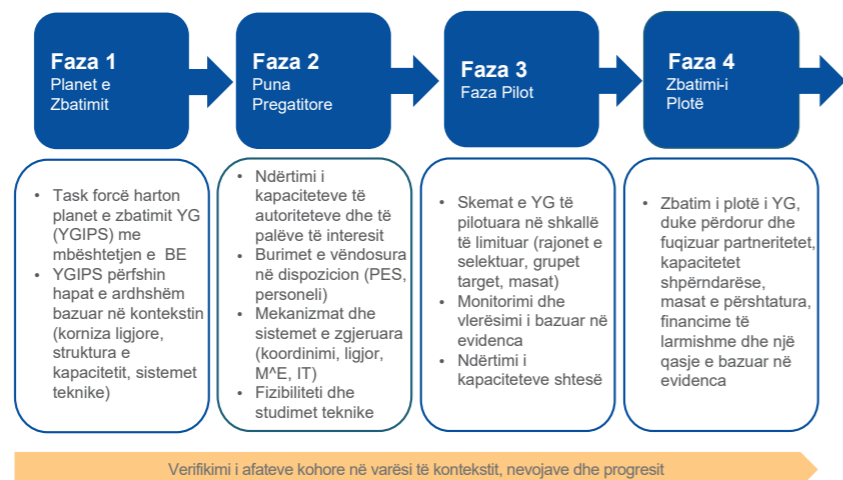 Faza 1
Planet e
Zbatimit
Faza 2
Puna
Pregatitore
Faza 3
Faza Pilot
Faza 4
Zbatimi-i
Plotë
• Task forcë harton
planet e zbatimit YG
(YGIPS) me
mbështetjen e BE
• YGIPS përfshin
hapat e ardhshëm
bazuar në kontekstin
(korniza ligjore,
struktura e
kapacitetit, sistemet
teknike)
• Ndërtimi i
kapaciteteve të
autoriteteve dhe të
palëve të interesit
• Burimet e vëndosura
në dispozicion (PES,
personeli)
• Mekanizmat dhe
sistemet e zgjeruara
(koordinimi, ligjor,
M^E, IT)
• Fizibiliteti dhe
studimet teknike
• Skemat e YG të
pilotuara në shkallë
të limituar (rajonet e
selektuar, grupet
target, masat)
• Monitorimi dhe
vlerësimi i bazuar në
evidenca
• Ndërtimi i
kapaciteteve shtesë
• Zbatim i plotë i YG,
duke përdorur dhe
fuqizuar partneritetet,
kapacitetet
shpërndarëse,
masat e përshtatura,
financime të
larmishme dhe një
qasje e bazuar në
evidenca
Verifikimi i afateve kohore në varësi të kontekstit, nevojave dhe progresit